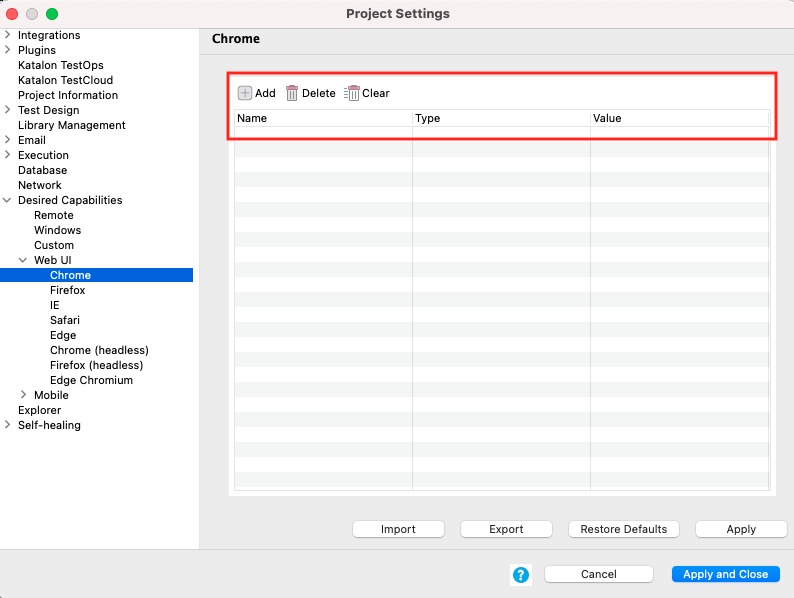 Project Settings
Integrations
Plugins
Katalon TestOps
Katalon TestCloud
Project Information
Test Design
Library Management
Email
Execution
Database
Network
Desired Capabilities
Remote
Windows
Custom
Web UI
Chrome
Firefox
IE
Safari
Edge
Chrome (headless)
Firefox (headless)
Edge Chromium
Mobile
Explorer
Self-healing
Chrome
Add Delete Clear
Name Type Value
Import Export Restore Defaults Apply
? Cancel Apply and Close